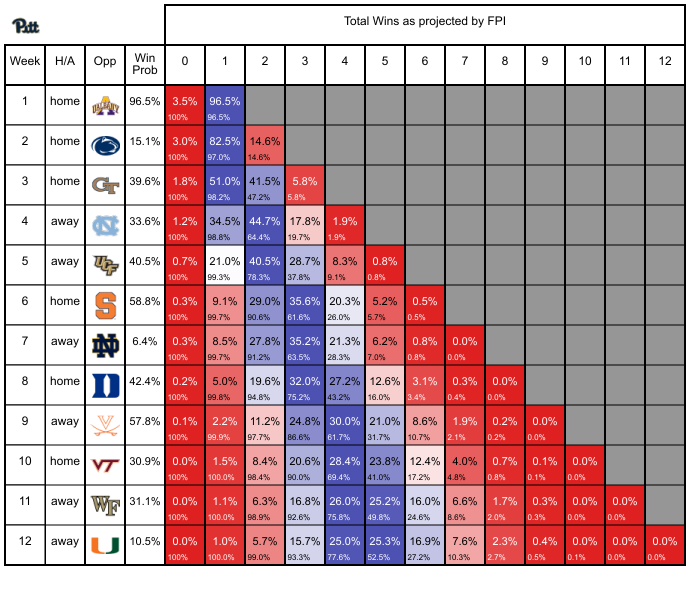 Pitt
Total Wins as projected by FPI
Week H/A Opp Win Prob 0 1 2 3 4 5 6 7 8 9 10 11 12
1 home ALBANY A 96.5% 3.5% 96.5%
100% 96.5%
2 home 15.1% 3.0% 82.5% 14.6%
100% 97.0% 14.6%
3 home GT 39.6% 1.8% 51.0% 41.5% 5.8%
100% 98.2% 47.2% 5.8%
4 away NC 33.6% 1.2% 34.5% 44.7% 17.8% 1.9%
100% 98.8% 64.4% 19.7% 1.9%
5 away UCF 40.5% 0.7% 21.0% 40.5% 28.7% 8.3% 0.8%
100% 99.3% 78.3% 37.8% 9.1% 0.8%
6 home S 58.8% 0.3% 9.1% 29.0% 35.6% 20.3% 5.2% 0.5%
100% 99.7% 90.6% 61.6% 26.0% 5.7% 0.5%
7 away ND 6.4% 0.3% 8.5% 27.8% 35.2% 21.3% 6.2% 0.8% 0.0%
100% 99.7% 91.2% 63.5% 28.3% 7.0% 0.8% 0.0%
8 home D 42.4% 0.2% 5.0% 19.6% 32.0% 27.2% 12.6% 3.1% 0.3% 0.0%
100% 99.8% 94.8% 75.2% 43.2% 16.0% 3.4% 0.4% 0.0%
9 away V 57.8% 0.1% 2.2% 11.2% 24.8% 30.0% 21.0% 8.6% 1.9% 0.2% 0.0%
100% 99.9% 97.7% 86.6% 61.7% 31.7% 10.7% 2.1% 0.2% 0.0%
10 home VT 30.9% 0.0% 1.5% 8.4% 20.6% 28.4% 23.8% 12.4% 4.0% 0.7% 0.1% 0.0%
100% 100.0% 98.4% 90.0% 69.4% 41.0% 17.2% 4.8% 0.8% 0.1% 0.0%
11 away WF 31.1% 0.0% 1.1% 6.3% 16.8% 26.0% 25.2% 16.0% 6.6% 1.7% 0.3% 0.0% 0.0%
100% 100.0% 98.9% 92.6% 75.8% 49.8% 24.6% 8.6% 2.0% 0.3% 0.0% 0.0%
12 away U 10.5% 0.0% 1.0% 5.7% 15.7% 25.0% 25.3% 16.9% 7.6% 2.3% 0.4% 0.0% 0.0% 0.0%
100% 100.0% 99.0% 93.3% 77.6% 52.5% 27.2% 10.3% 2.7% 0.5% 0.1% 0.0% 0.0%